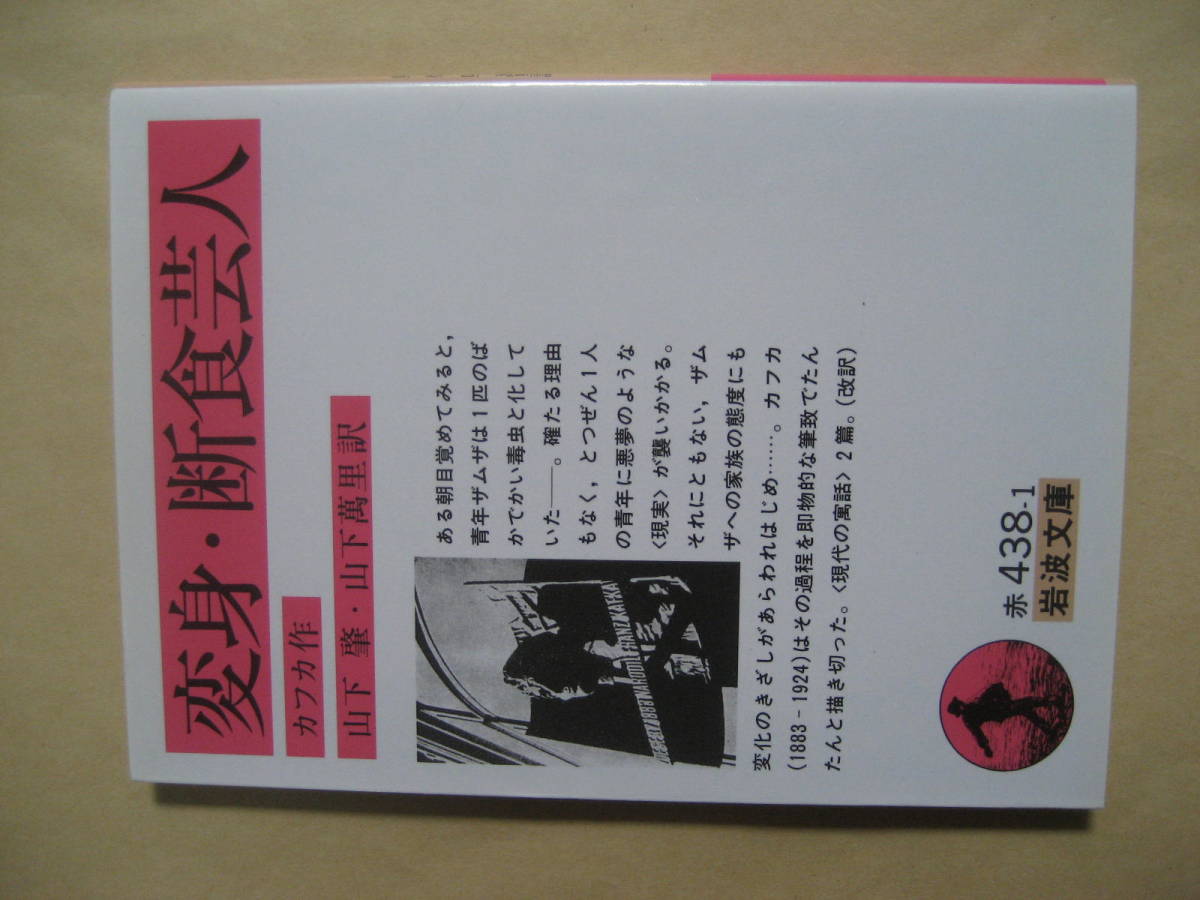 変身・断食芸人
カフカ作
山下 肇・山下萬里訳
ある朝目覚めてみると，
青年ザムザは1匹のば
かでかい毒虫と化して
いた——。確たる理由
もなく，とつぜん1人
の青年に悪夢のような
〈現実〉が襲いかかる。
それにともない，ザム
ザへの家族の態度にも
変化のきざしがあらわれはじめ……。カフカ
(1883-1924)はその過程を即物的な筆致でたん
たんと描き切った。〈現代の寓話〉2篇。(改訳)
FRANZ KAFKA
赤 438-1
岩波文庫